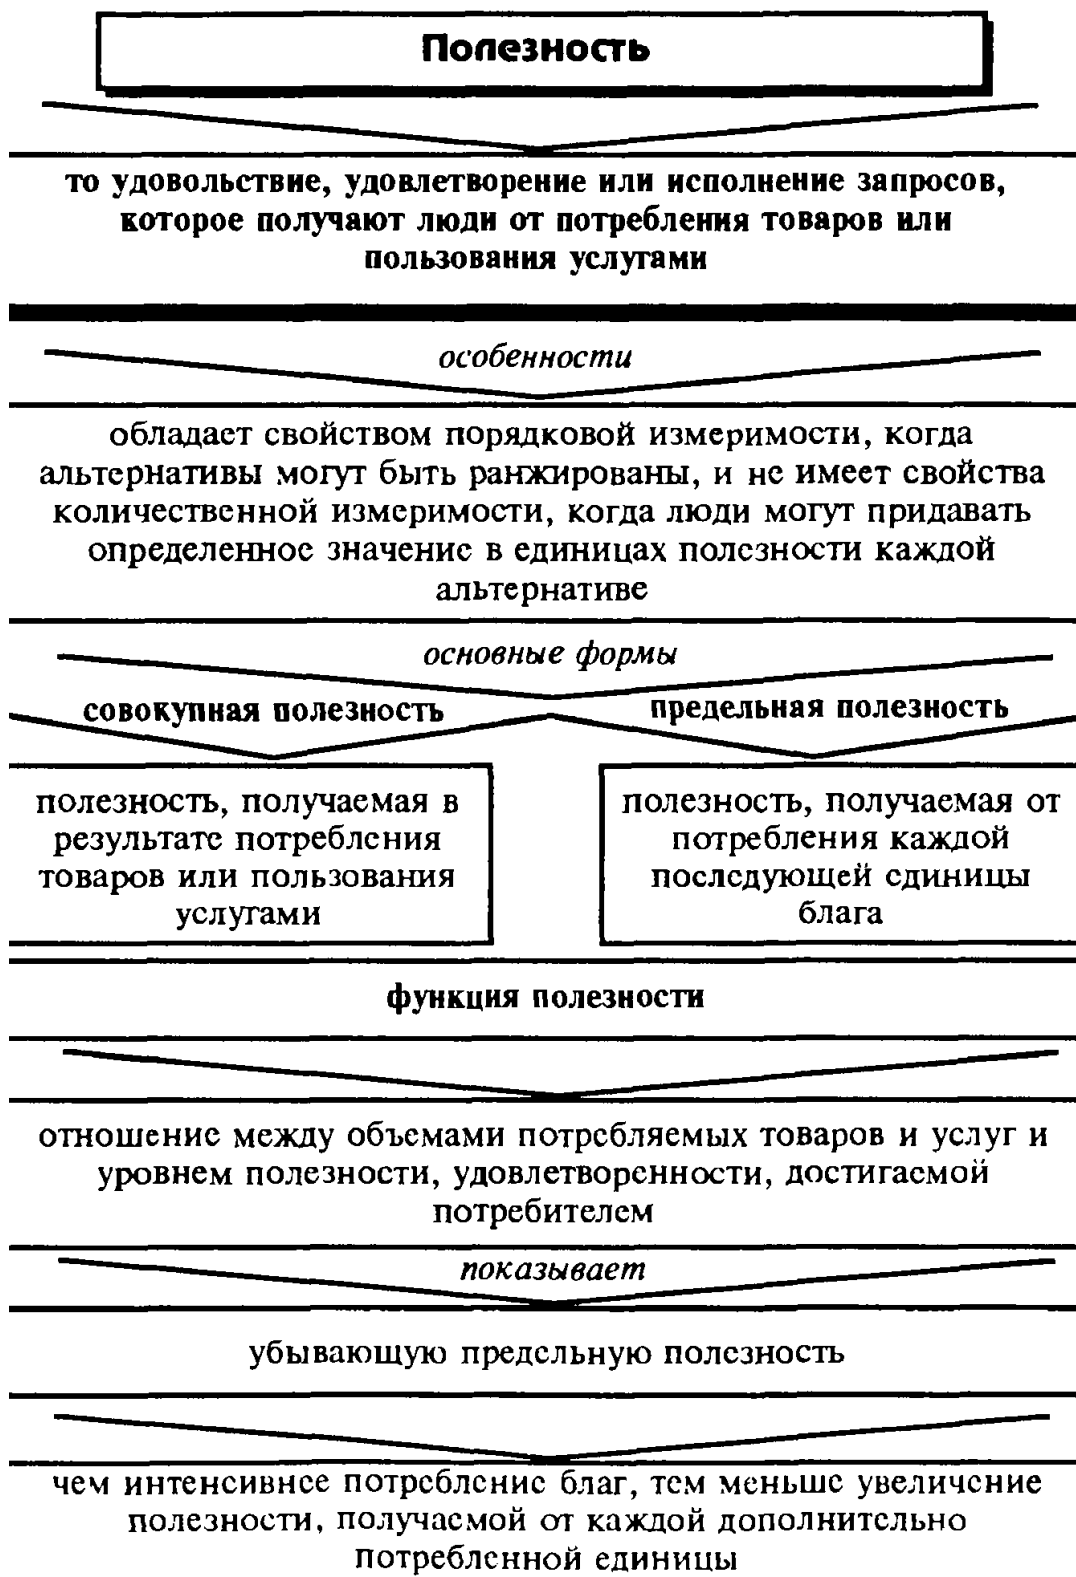 Полезность
то удовольствие, удовлетворение или исполнение запросов,
которое получают люди от потребления товаров или
пользования услугами
особенности
обладает свойством порядковой измеримости, когда
альтернативы могут быть ранжированы, и не имеет свойства
количественной измеримости, когда люди могут придавать
определенное значение в единицах полезности каждой
альтернативе
основные формы
совокупная полезность
предельная полезность
полезность, получаемая в
результате потребления
товаров или пользования
услугами
полезность, получаемая от
потребления каждой
последующей единицы
блага
функция полезности
отношение между объемами потребляемых товаров и услуг и
уровнем полезности, удовлетворенности, достигаемой
потребителем
показывает
убывающую предельную полезность
чем интенсивнее потребление благ, тем меньше увеличение
полезности, получаемой от каждой дополнительно
потребленной единицы